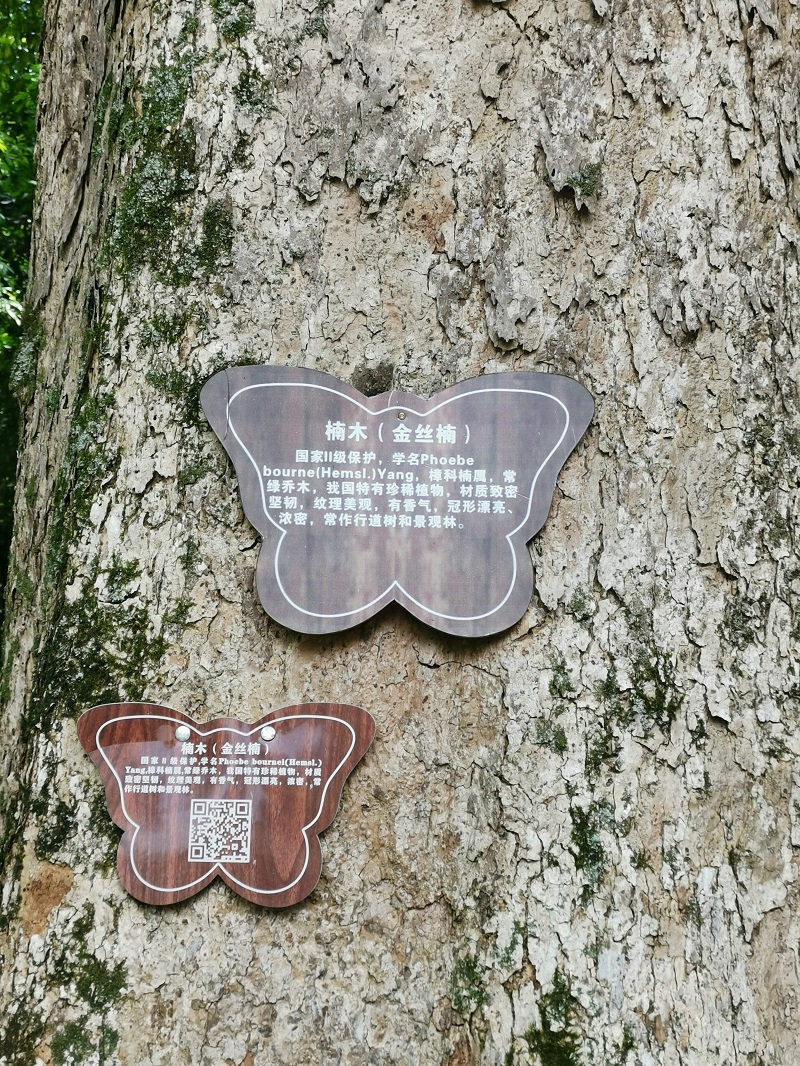 楠木（金丝楠）
国家II级保护，学名Phoebe
bourne(Hemsl.)Yang，樟科楠属，常
绿乔木，我国特有珍稀植物，材质致密
坚韧，纹理美观，有香气，冠形漂亮、
浓密，常作行道树和景观林。
楠木（金丝楠）
国家II级保护,学名Phoebe bournei(Hemsl.)
Yang,樟科楠属,常绿乔木，我国特有珍稀植物，材质
致密坚韧，纹理美观，有香气，冠形漂亮，浓密，常
作行道树和景观林。